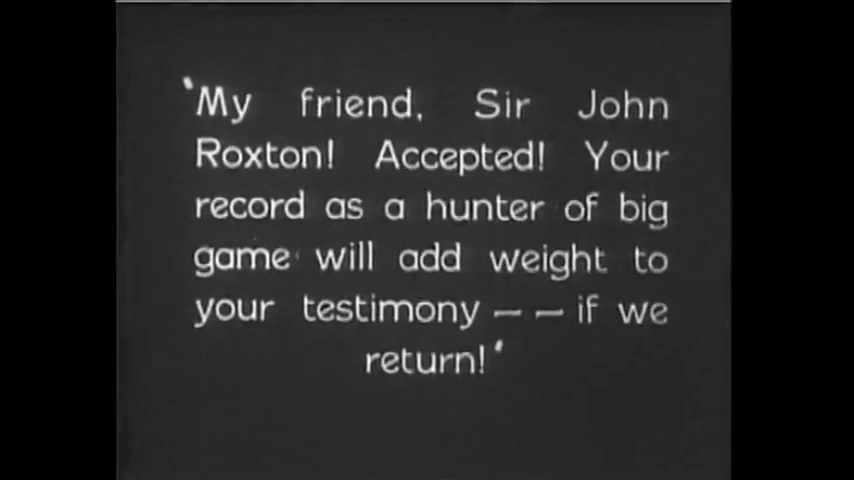 'My friend, Sir John
Roxton! Accepted! Your
record as a hunter of big
game will add weight to
your testimony — — if we
return!'